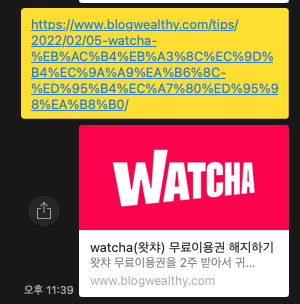 https://www.blogwealthy.com/tips/
2022/02/05-watcha-
%EB%AC%B4%EB%A3%8C%EC%9D%
B4%EC%9A%A9%EA%B6%8C-
%ED%95%B4%EC%A7%80%ED%95%9
8%EA%B8%B0/
WATCHA
watcha(왓챠) 무료이용권 해지하기
왓챠 무료이용권을 2주 받아서 귀...
www.blogwealthy.com
오후 11:39